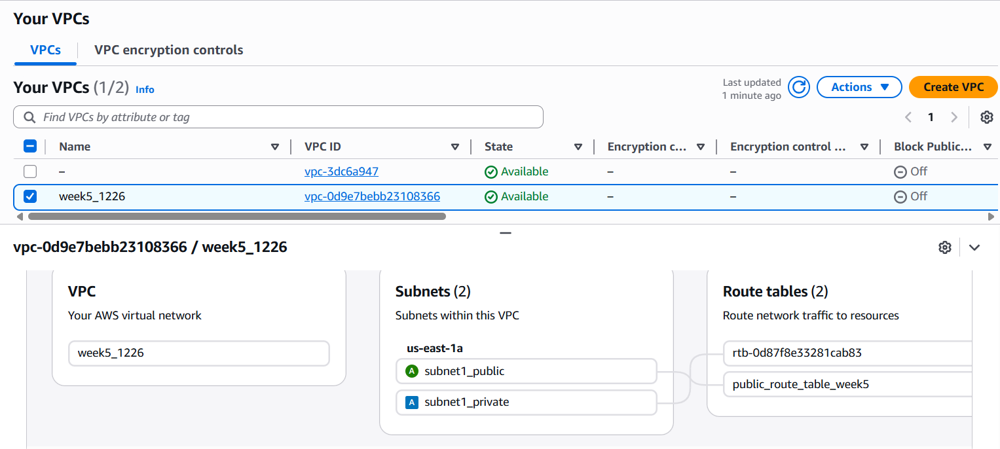 Your VPCs
VPCs VPC encryption controls
Your VPCs (1/2) Info
Last updated
1 minute ago
Actions
Create VPC
Find VPCs by attribute or tag
1
Name VPC ID State Encryption c... Encryption control ... Block Public...
– vpc-3dc6a947 Available – – Off
week5_1226 vpc-0d9e7bebb23108366 Available – – Off
vpc-0d9e7bebb23108366 / week5_1226
VPC
Your AWS virtual network
week5_1226
Subnets (2)
Subnets within this VPC
us-east-1a
A subnet1_public
A subnet1_private
Route tables (2)
Route network traffic to resources
rtb-0d87f8e33281cab83
public_route_table_week5